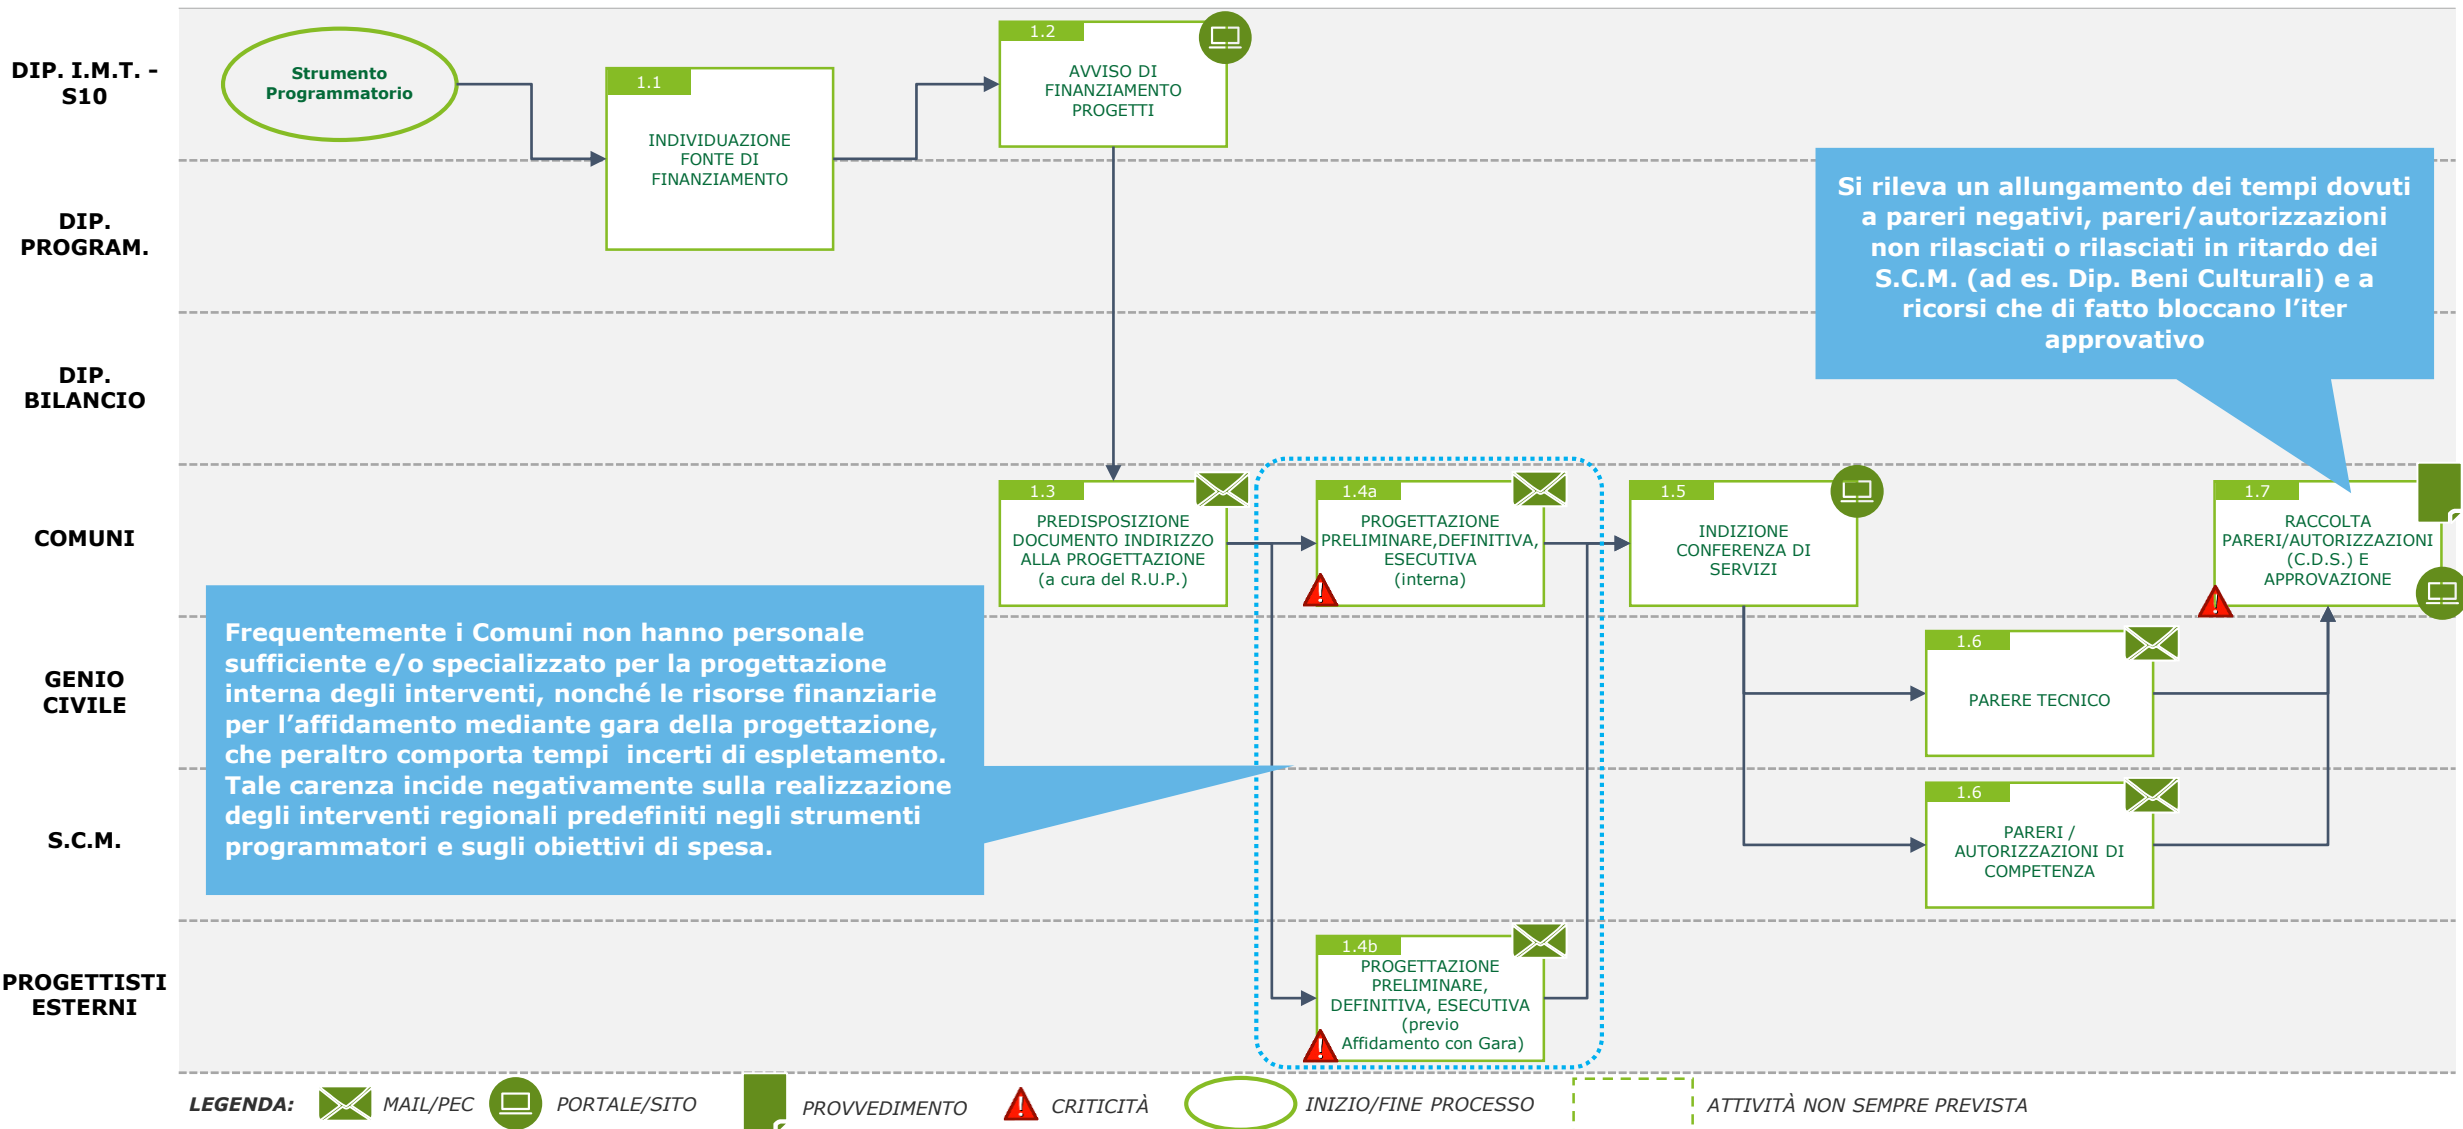 DIP. I.M.T. -
S10
Strumento
Programmatorio
1.1
INDIVIDUAZIONE
FONTE DI
FINANZIAMENTO
1.2
AVVISO DI
FINANZIAMENTO
PROGETTI
DIP.
PROGRAM.
Si rileva un allungamento dei tempi dovuti
a pareri negativi, pareri/autorizzazioni
non rilasciati o rilasciati in ritardo dei
S.C.M. (ad es. Dip. Beni Culturali) e a
ricorsi che di fatto bloccano l’iter
approvativo
DIP.
BILANCIO
COMUNI
1.3
PREDISPOSIZIONE
DOCUMENTO INDIRIZZO
ALLA PROGETTAZIONE
(a cura del R.U.P.)
1.4a
PROGETTAZIONE
PRELIMINARE,DEFINITIVA,
ESECUTIVA
(interna)
1.5
INDIZIONE
CONFERENZA DI
SERVIZI
1.7
RACCOLTA
PARERI/AUTORIZZAZIONI
(C.D.S.) E
APPROVAZIONE
Frequentemente i Comuni non hanno personale
sufficiente e/o specializzato per la progettazione
interna degli interventi, nonché le risorse finanziarie
per l’affidamento mediante gara della progettazione,
che peraltro comporta tempi  incerti di espletamento.
Tale carenza incide negativamente sulla realizzazione
degli interventi regionali predefiniti negli strumenti
programmatori e sugli obiettivi di spesa.
GENIO
CIVILE
1.6
PARERE TECNICO
S.C.M.
1.6
PARERI /
AUTORIZZAZIONI DI
COMPETENZA
PROGETTISTI
ESTERNI
1.4b
PROGETTAZIONE
PRELIMINARE,
DEFINITIVA, ESECUTIVA
(previo
Affidamento con Gara)
LEGENDA:
MAIL/PEC
PORTALE/SITO
PROVVEDIMENTO
CRITICITÀ
INIZIO/FINE PROCESSO
ATTIVITÀ NON SEMPRE PREVISTA